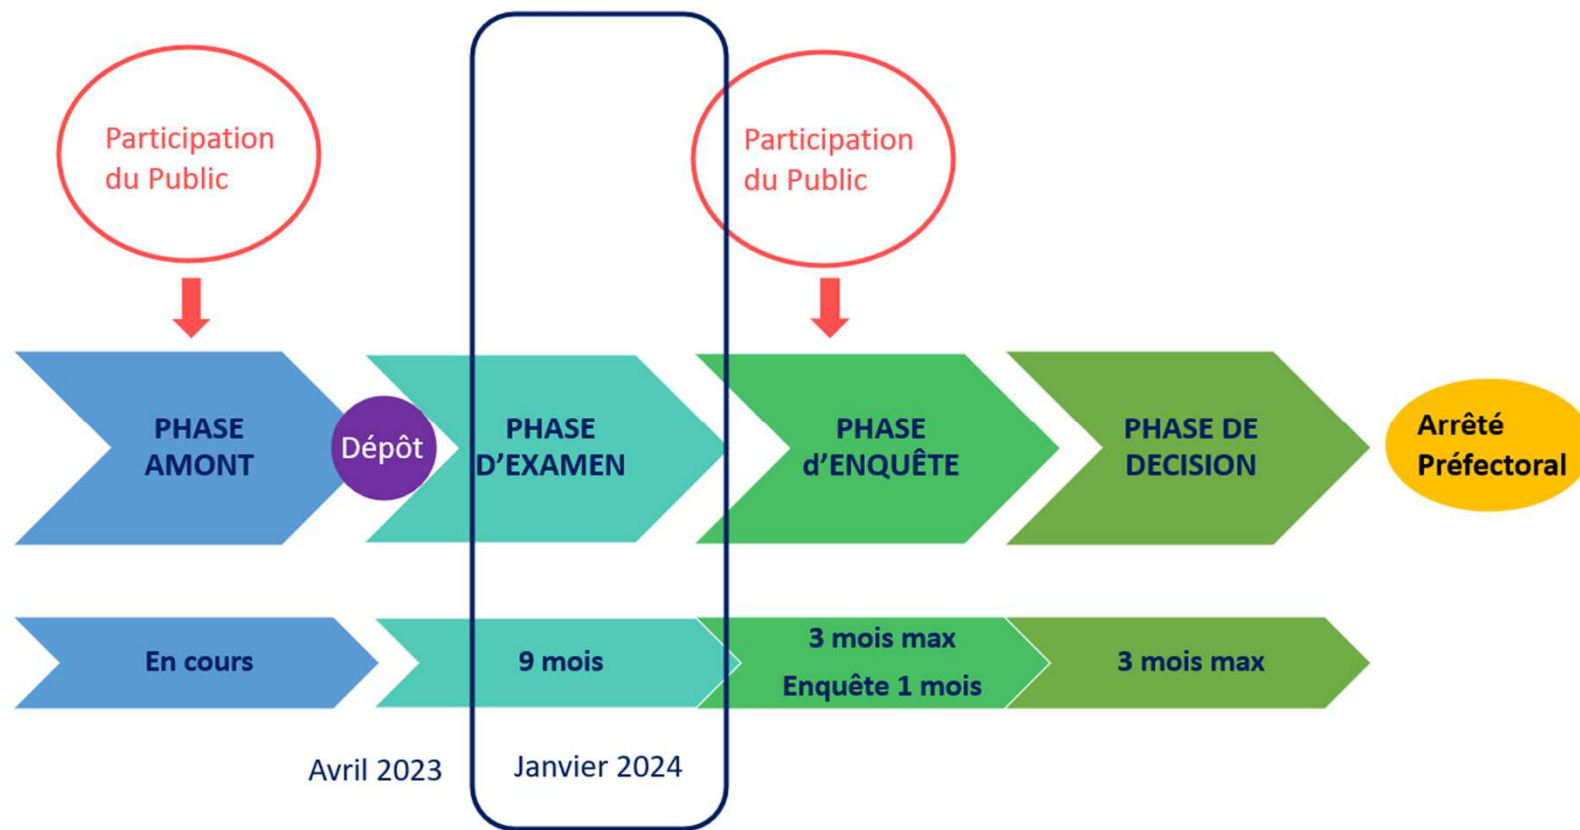 Participation
du Public
Participation
du Public
PHASE
AMONT
Dépôt
PHASE
D'EXAMEN
PHASE
d'ENQUÊTE
PHASE DE
DECISION
Arrêté
Préfectoral
En cours
9 mois
3 mois max
Enquête 1 mois
3 mois max
Avril 2023
Janvier 2024